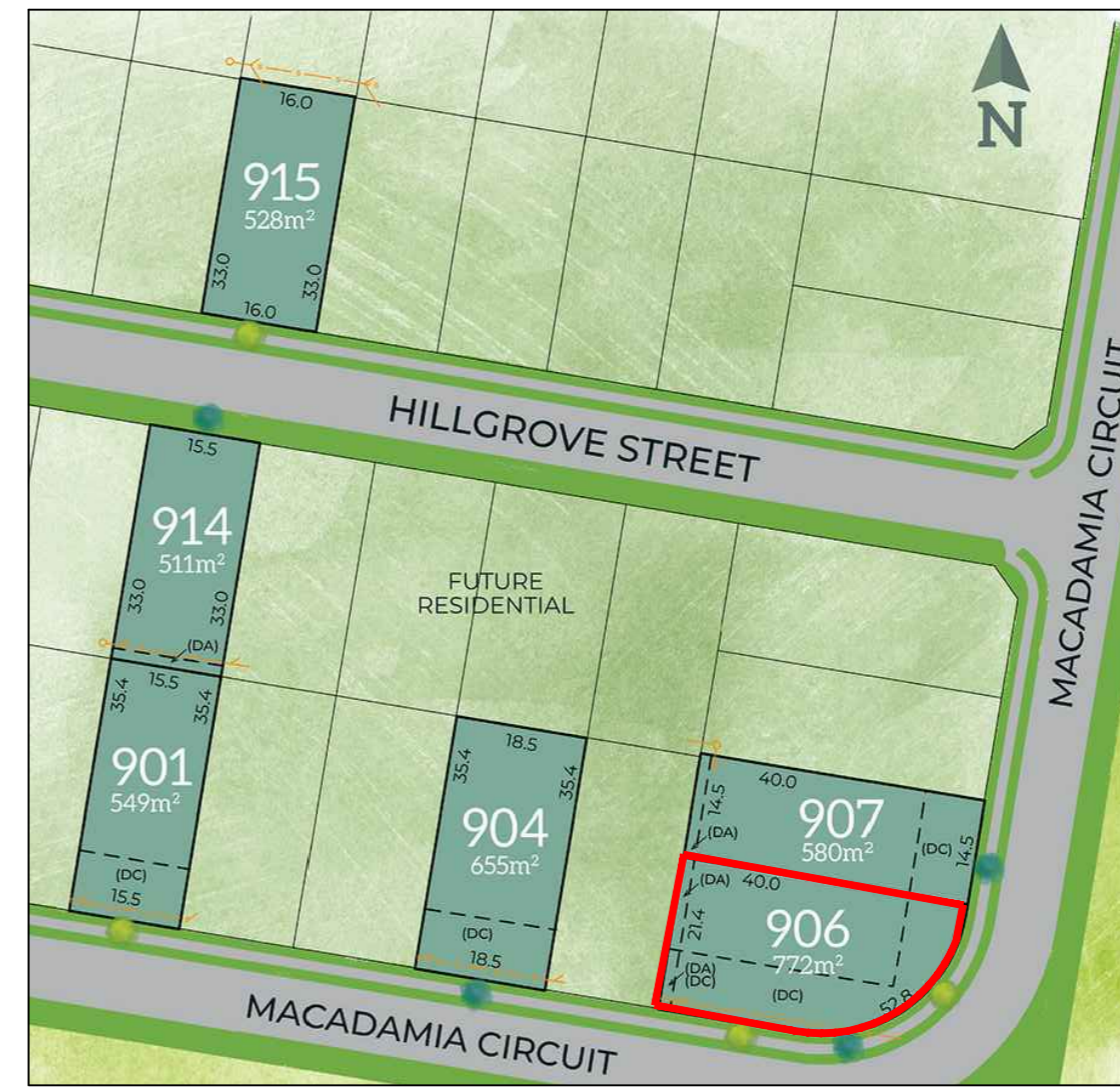 N
16.0
915
528m²
33.0
33.0
16.0
HILLGROVE STREET
MACADAMIA CIRCUIT
15.5
914
511m²
33.0
33.0
(DA)
FUTURE
RESIDENTIAL
15.5
35.4
35.4
901
549m²
(DC)
15.5
18.5
35.4
35.4
904
655m²
(DC)
18.5
40.0
14.5
907
580m²
(DA)
(DC)
14.5
(DA)
40.0
21.4
906
772m²
(DA)
(DC)
(DC)
52.8
MACADAMIA CIRCUIT